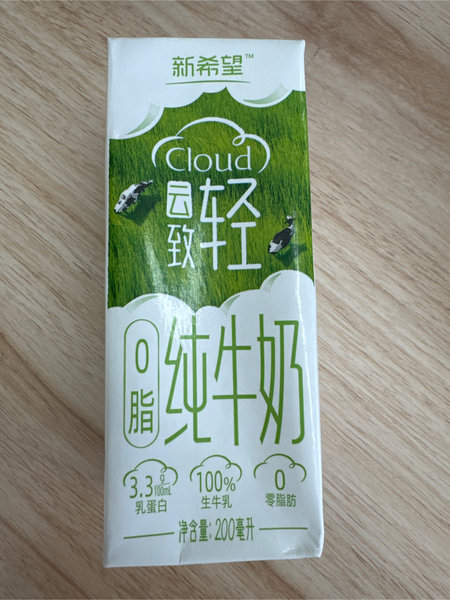 新希望™
Cloud
云致轻
0脂
纯牛奶
3.3g/100mL
乳蛋白
100%
生牛乳
0
零脂肪
净含量:200毫升